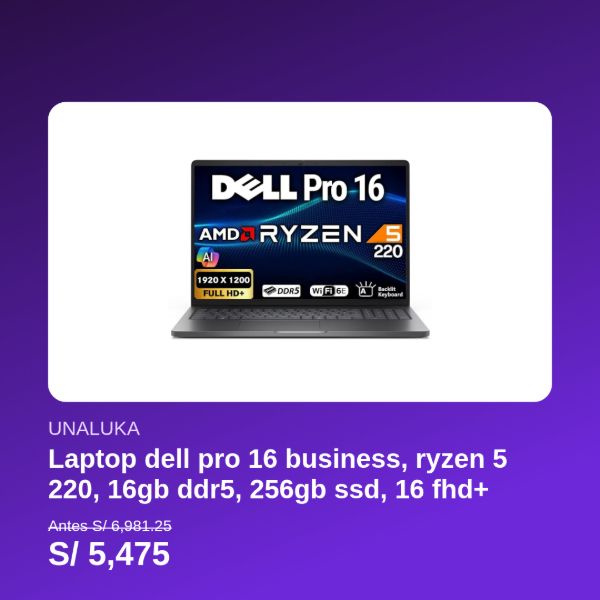 DELL Pro 16
AMD RYZEN 5
220
AI
1920 X 1200
FULL HD+
DDR5
WiFi 6E
A
Backlit
Keyboard
UNALUKA
Laptop dell pro 16 business, ryzen 5
220, 16gb ddr5, 256gb ssd, 16 fhd+
Antes S/ 6,981.25
S/ 5,475